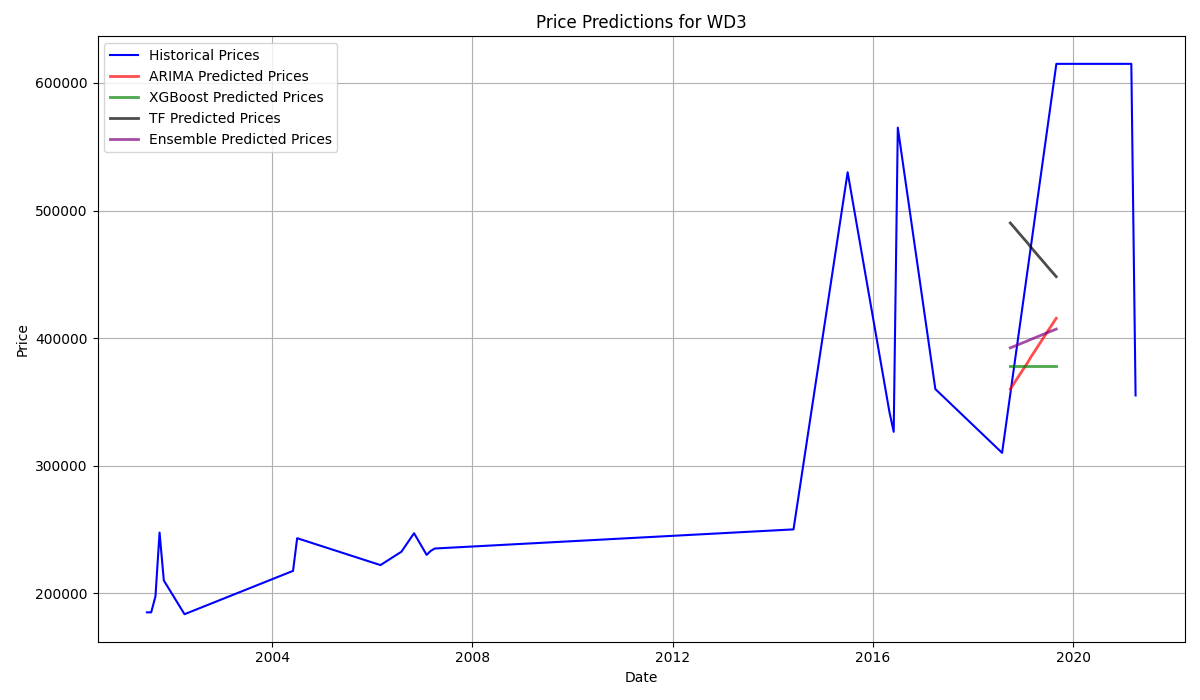 Price Predictions for WD3
Historical Prices
ARIMA Predicted Prices
XGBoost Predicted Prices
TF Predicted Prices
Ensemble Predicted Prices
600000
500000
400000
300000
200000
Price
2004 2008 2012 2016 2020
Date